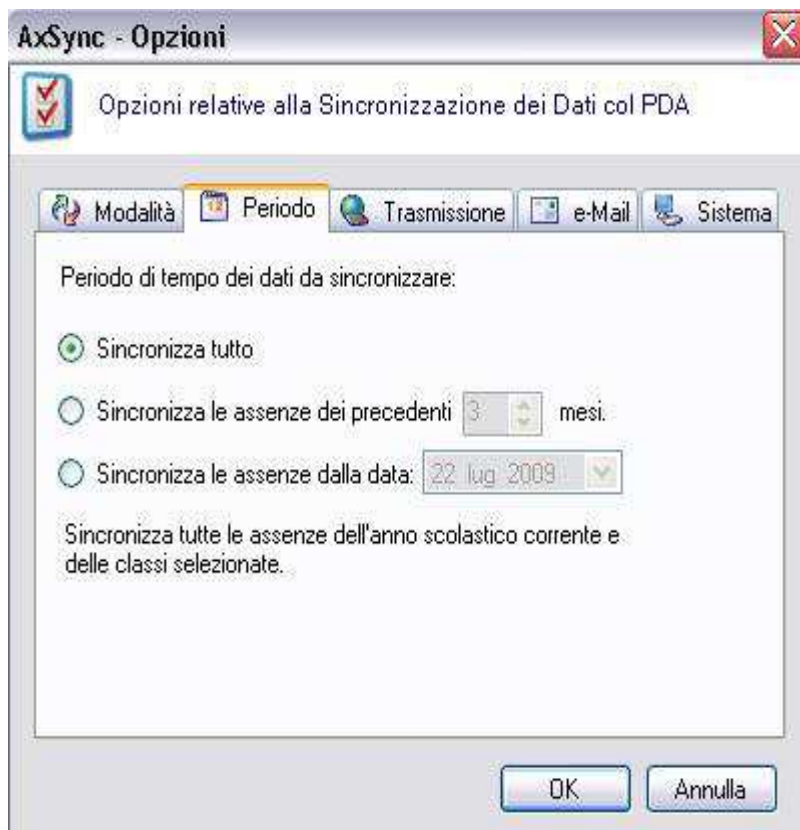 AxSync - Opzioni
Opzioni relative alla Sincronizzazione dei Dati col PDA
Modalità 12 Periodo Trasmissione e-Mail Sistema
Periodo di tempo dei dati da sincronizzare:
Sincronizza tutto
Sincronizza le assenze dei precedenti 3 mesi.
Sincronizza le assenze dalla data: 22 lug 2009
Sincronizza tutte le assenze dell'anno scolastico corrente e
delle classi selezionate.
OK Annulla